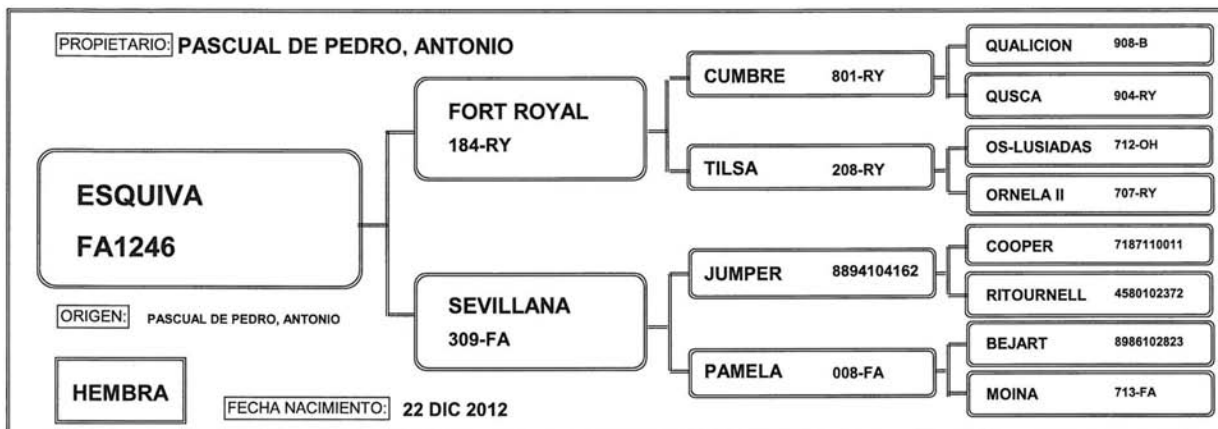 PROPIETARIO: PASCUAL DE PEDRO, ANTONIO
ESQUIVA
FA1246
ORIGEN: PASCUAL DE PEDRO, ANTONIO
HEMBRA
FECHA NACIMIENTO: 22 DIC 2012
FORT ROYAL
184-RY
SEVILLANA
309-FA
CUMBRE 801-RY
TILSA 208-RY
JUMPER 8894104162
PAMELA 008-FA
QUALICION 908-B
QUSCA 904-RY
OS-LUSIADAS 712-OH
ORNELA II 707-RY
COOPER 7187110011
RITOURNELL 4580102372
BEJART 8986102823
MOINA 713-FA